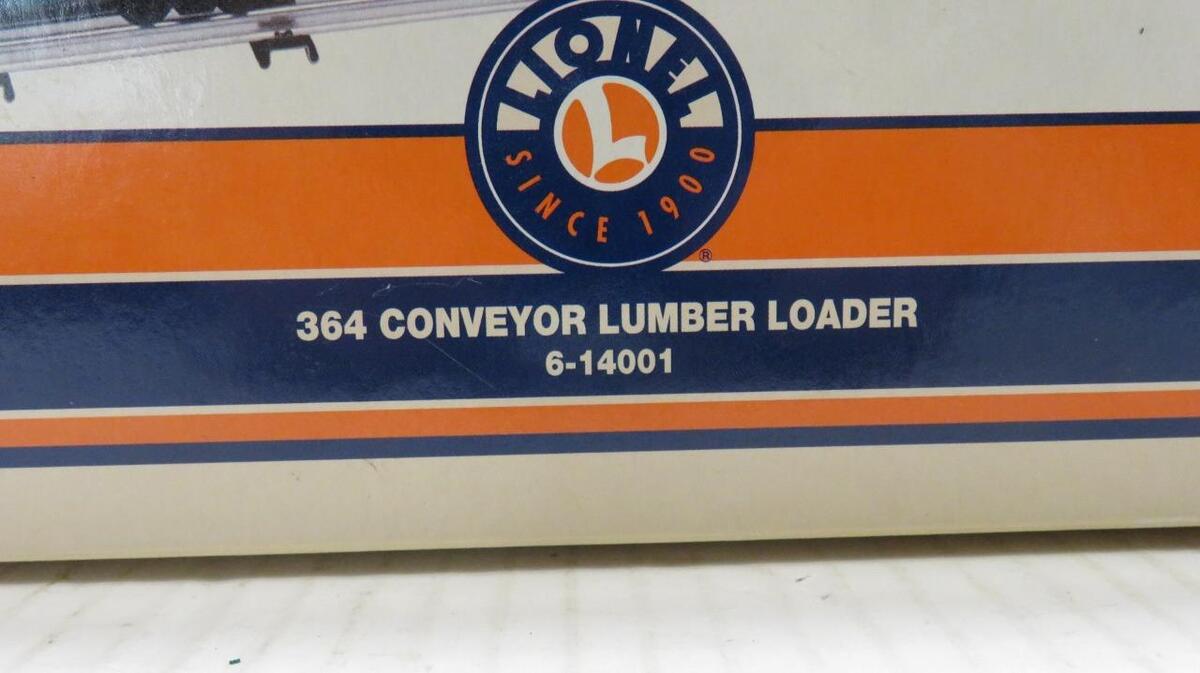 LIONEL
L
SINCE 1900
®
364 CONVEYOR LUMBER LOADER
6-14001